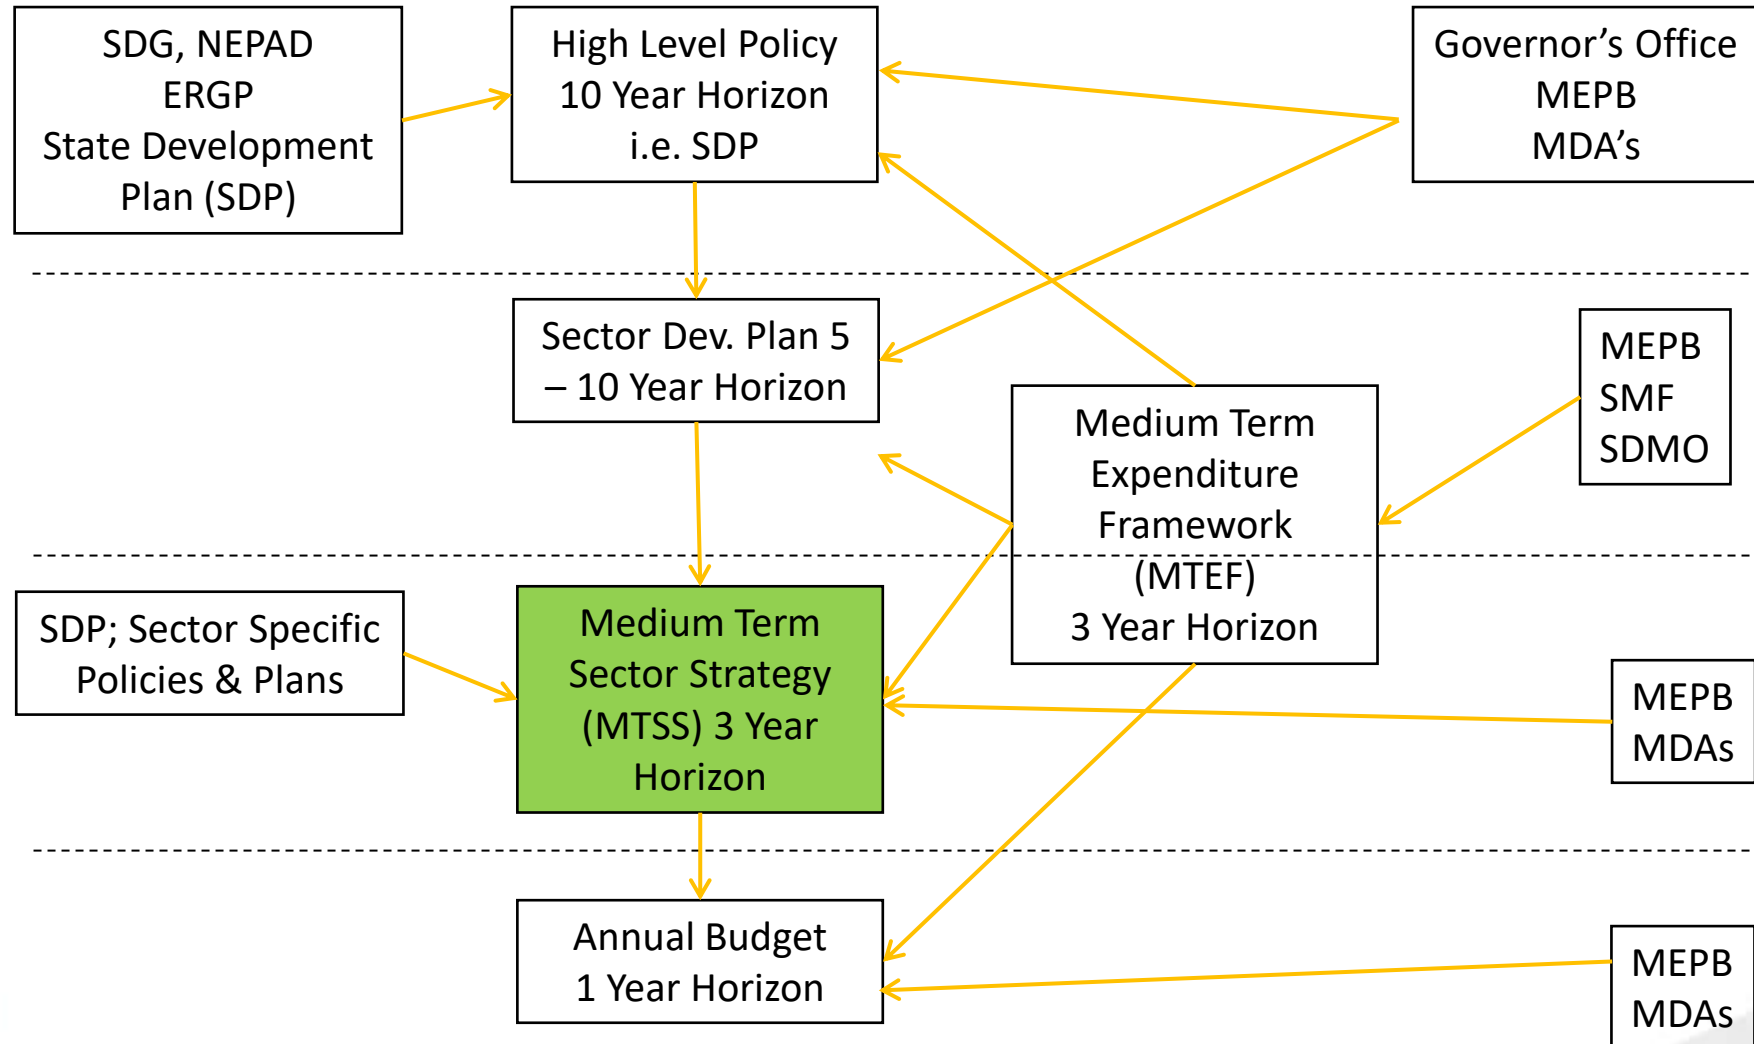 SDG, NEPAD
ERGP
State Development
Plan (SDP)
High Level Policy
10 Year Horizon
i.e. SDP
Governor’s Office
MEPB
MDA’s
Sector Dev. Plan 5
– 10 Year Horizon
MEPB
SMF
SDMO
Medium Term
Expenditure
Framework
(MTEF)
3 Year Horizon
SDP; Sector Specific
Policies & Plans
Medium Term
Sector Strategy
(MTSS) 3 Year
Horizon
MEPB
MDAs
Annual Budget
1 Year Horizon
MEPB
MDAs